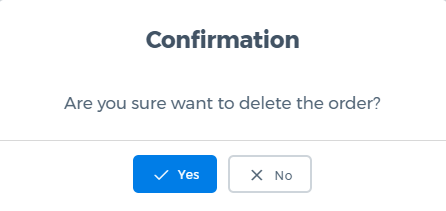 Confirmation
Are you sure want to delete the order?
Yes
No